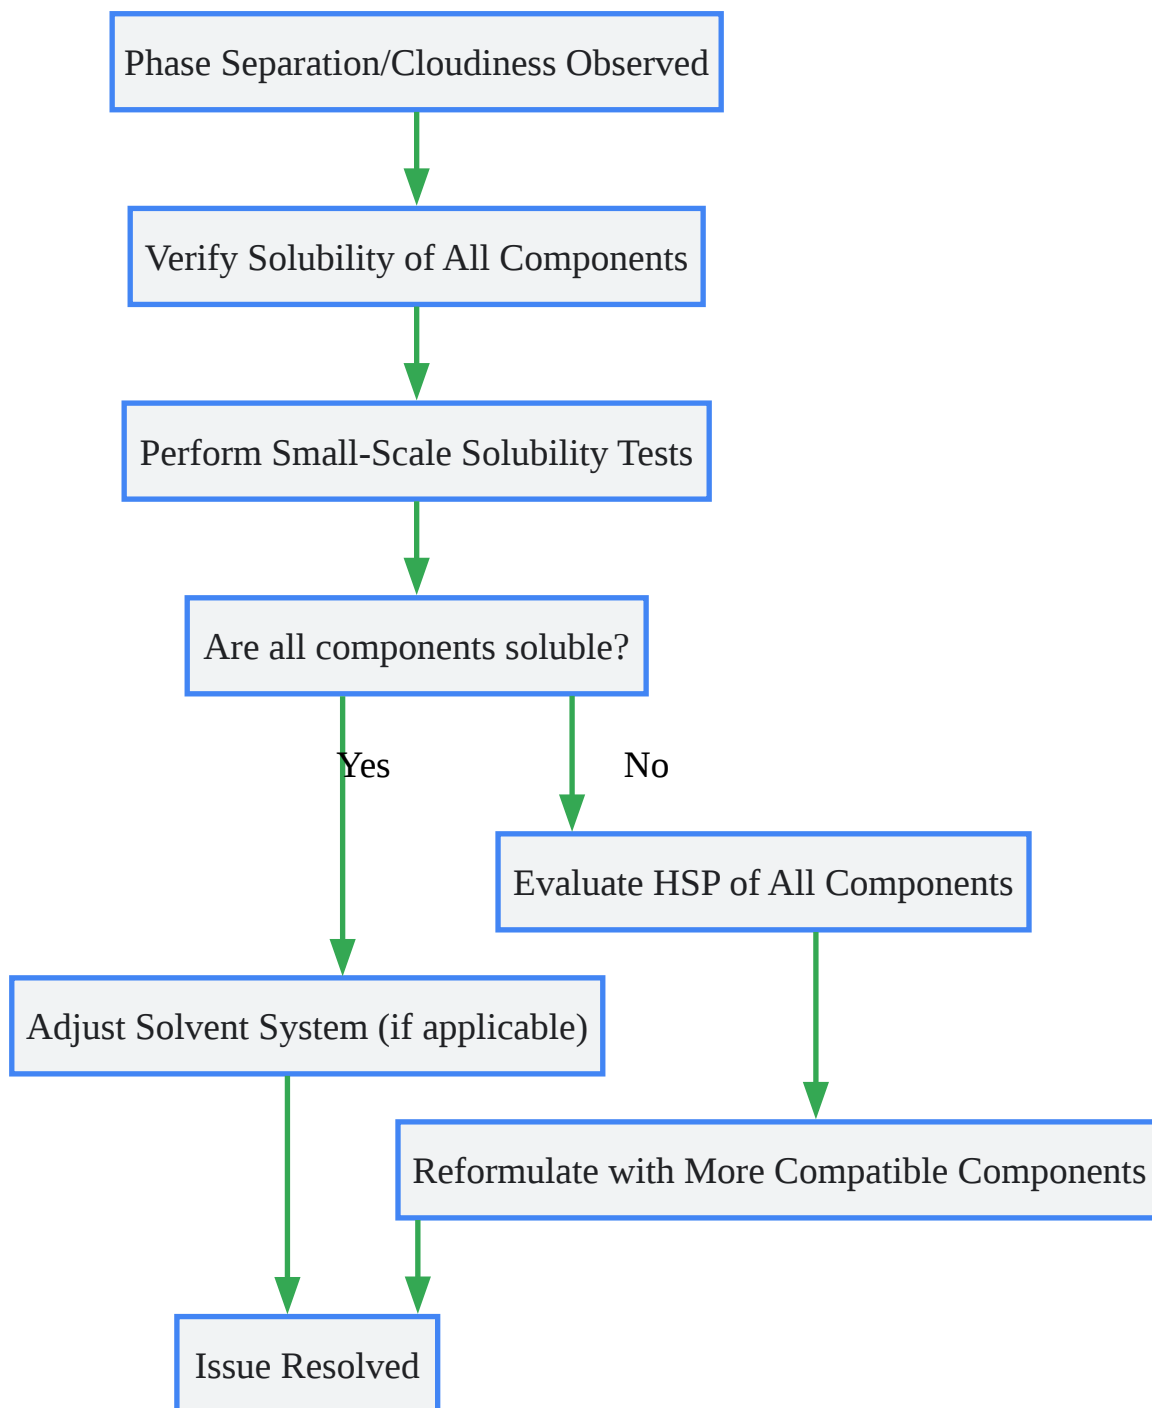 Phase Separation/Cloudiness Observed
Verify Solubility of All Components
Perform Small-Scale Solubility Tests
Are all components soluble?
Yes
No
Evaluate HSP of All Components
Adjust Solvent System (if applicable)
Reformulate with More Compatible Components
Issue Resolved